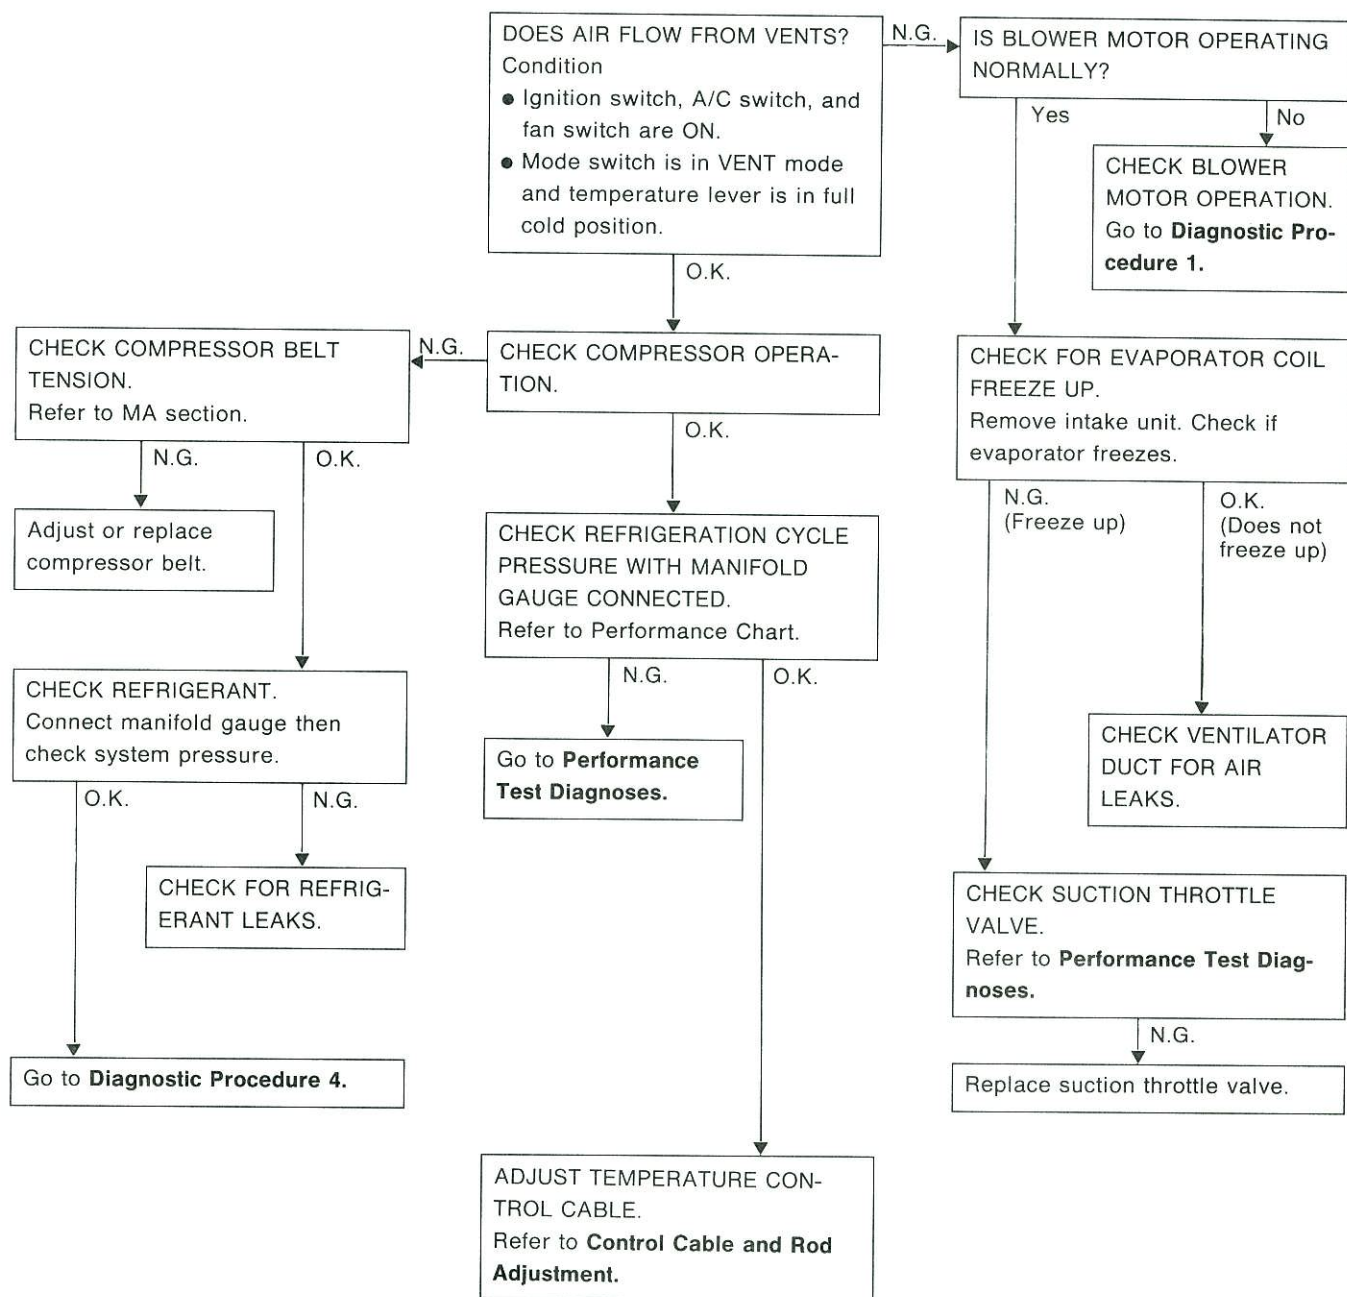 DOES AIR FLOW FROM VENTS?
Condition
● Ignition switch, A/C switch, and
fan switch are ON.
● Mode switch is in VENT mode
and temperature lever is in full
cold position.
N.G.
IS BLOWER MOTOR OPERATING
NORMALLY?
Yes
No
CHECK BLOWER
MOTOR OPERATION.
Go to Diagnostic Pro-
cedure 1.
O.K.
CHECK COMPRESSOR BELT
TENSION.
Refer to MA section.
N.G.
CHECK COMPRESSOR OPERA-
TION.
CHECK FOR EVAPORATOR COIL
FREEZE UP.
Remove intake unit. Check if
evaporator freezes.
N.G.
O.K.
O.K.
N.G.
(Freeze up)
O.K.
(Does not
freeze up)
Adjust or replace
compressor belt.
CHECK REFRIGERATION CYCLE
PRESSURE WITH MANIFOLD
GAUGE CONNECTED.
Refer to Performance Chart.
N.G.
O.K.
CHECK REFRIGERANT.
Connect manifold gauge then
check system pressure.
O.K.
N.G.
Go to Performance
Test Diagnoses.
CHECK VENTILATOR
DUCT FOR AIR
LEAKS.
CHECK FOR REFRIG-
ERANT LEAKS.
CHECK SUCTION THROTTLE
VALVE.
Refer to Performance Test Diag-
noses.
N.G.
Go to Diagnostic Procedure 4.
Replace suction throttle valve.
ADJUST TEMPERATURE CON-
TROL CABLE.
Refer to Control Cable and Rod
Adjustment.